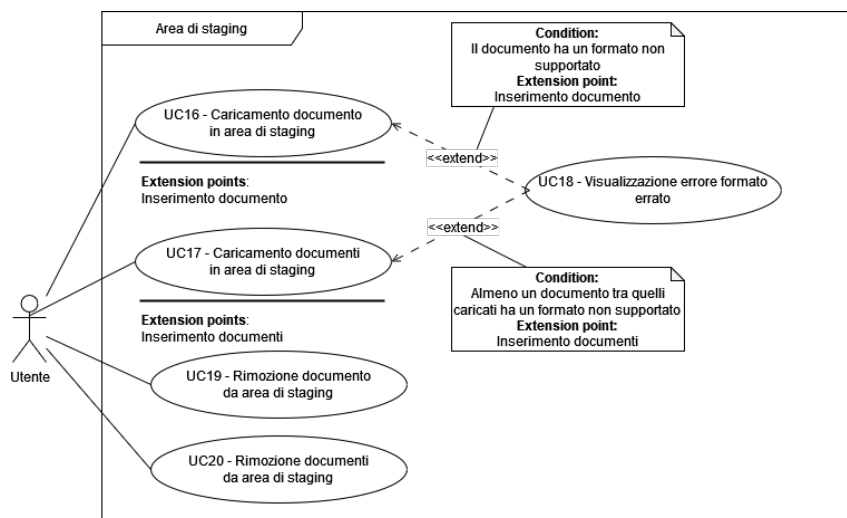 Area di staging
Condition:
Il documento ha un formato non
supportato
Extension point:
Inserimento documento
UC16 - Caricamento documento
in area di staging
<<extend>>
Extension points:
Inserimento documento
UC18 - Visualizzazione errore formato
errato
<<extend>>
UC17 - Caricamento documenti
in area di staging
Condition:
Almeno un documento tra quelli
caricati ha un formato non supportato
Extension point:
Inserimento documenti
Extension points:
Inserimento documenti
Utente
UC19 - Rimozione documento
da area di staging
UC20 - Rimozione documenti
da area di staging